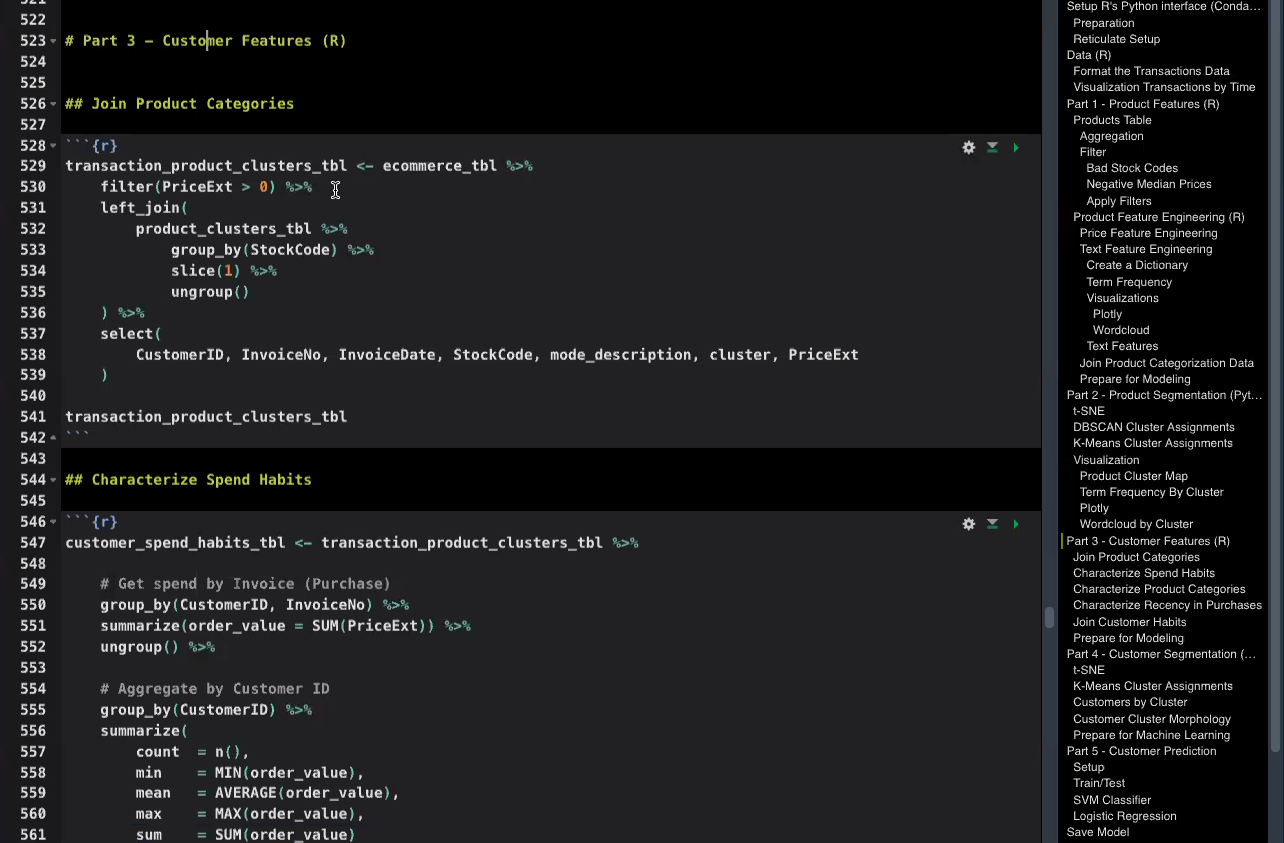 521
522
523 # Part 3 - Customer Features (R)
524
525
526 ## Join Product Categories
527
528 ```{r}
529 transaction_product_clusters_tbl <- ecommerce_tbl %>%
530 filter(PriceExt > 0) %>%
531 left_join(
532 product_clusters_tbl %>%
533 group_by(StockCode) %>%
534 slice(1) %>%
535 ungroup()
536 ) %>%
537 select(
538 CustomerID, InvoiceNo, InvoiceDate, StockCode, mode_description, cluster, PriceExt
539 )
540
541 transaction_product_clusters_tbl
542 ```
543
544 ## Characterize Spend Habits
545
546 ```{r}
547 customer_spend_habits_tbl <- transaction_product_clusters_tbl %>%
548
549 # Get spend by Invoice (Purchase)
550 group_by(CustomerID, InvoiceNo) %>%
551 summarize(order_value = SUM(PriceExt)) %>%
552 ungroup() %>%
553
554 # Aggregate by Customer ID
555 group_by(CustomerID) %>%
556 summarize(
557 count = n(),
558 min = MIN(order_value),
559 mean = AVERAGE(order_value),
560 max = MAX(order_value),
561 sum = SUM(order_value)
Setup R's Python interface (Conda...
Preparation
Reticulate Setup
Data (R)
Format the Transactions Data
Visualization Transactions by Time
Part 1 - Product Features (R)
Products Table
Aggregation
Filter
Bad Stock Codes
Negative Median Prices
Apply Filters
Product Feature Engineering (R)
Price Feature Engineering
Text Feature Engineering
Create a Dictionary
Term Frequency
Visualizations
Plotly
Wordcloud
Text Features
Join Product Categorization Data
Prepare for Modeling
Part 2 - Product Segmentation (Pyt...
t-SNE
DBSCAN Cluster Assignments
K-Means Cluster Assignments
Visualization
Product Cluster Map
Term Frequency By Cluster
Plotly
Wordcloud by Cluster
Part 3 - Customer Features (R)
Join Product Categories
Characterize Spend Habits
Characterize Product Categories
Characterize Recency in Purchases
Join Customer Habits
Prepare for Modeling
Part 4 - Customer Segmentation (...
t-SNE
K-Means Cluster Assignments
Customers by Cluster
Customer Cluster Morphology
Prepare for Machine Learning
Part 5 - Customer Prediction
Setup
Train/Test
SVM Classifier
Logistic Regression
Save Model